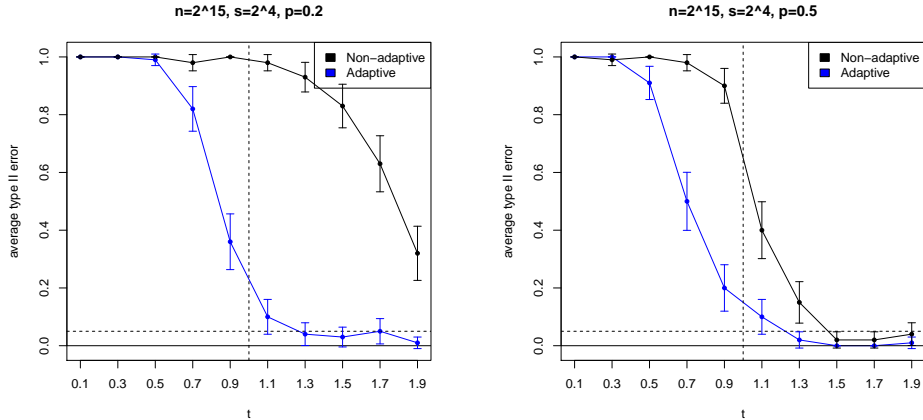 n=2^15, s=2^4, p=0.2
Non−adaptive
Adaptive
average type II error
1.0
0.8
0.6
0.4
0.2
0.0
0.1 0.3 0.5 0.7 0.9 1.1 1.3 1.5 1.7 1.9
t
n=2^15, s=2^4, p=0.5
Non−adaptive
Adaptive
average type II error
1.0
0.8
0.6
0.4
0.2
0.0
0.1 0.3 0.5 0.7 0.9 1.1 1.3 1.5 1.7 1.9
t